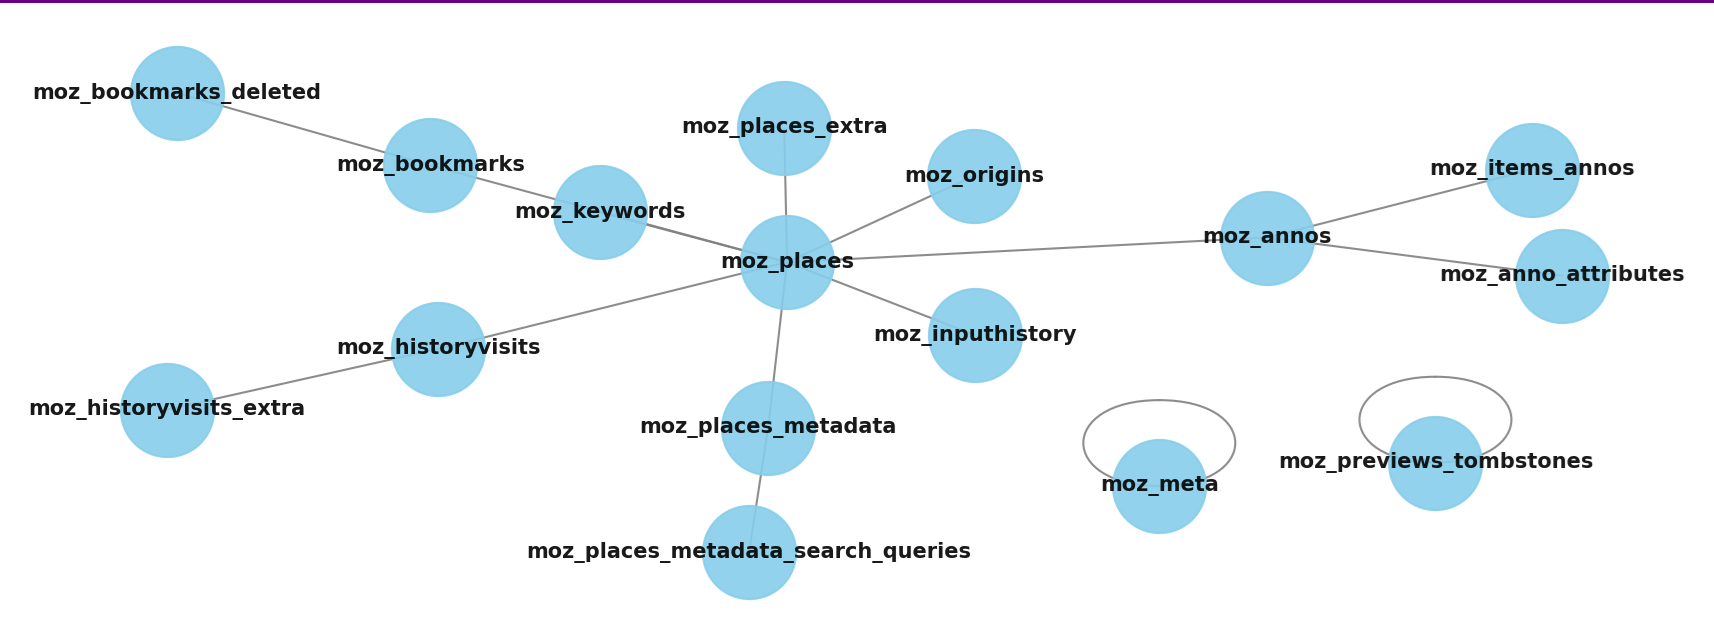 moz_bookmarks_deleted
moz_places_extra
moz_bookmarks
moz_items_annos
moz_origins
moz_keywords
moz_annos
moz_places
moz_anno_attributes
moz_inputhistory
moz_historyvisits
moz_historyvisits_extra
moz_places_metadata
moz_previews_tombstones
moz_meta
moz_places_metadata_search_queries